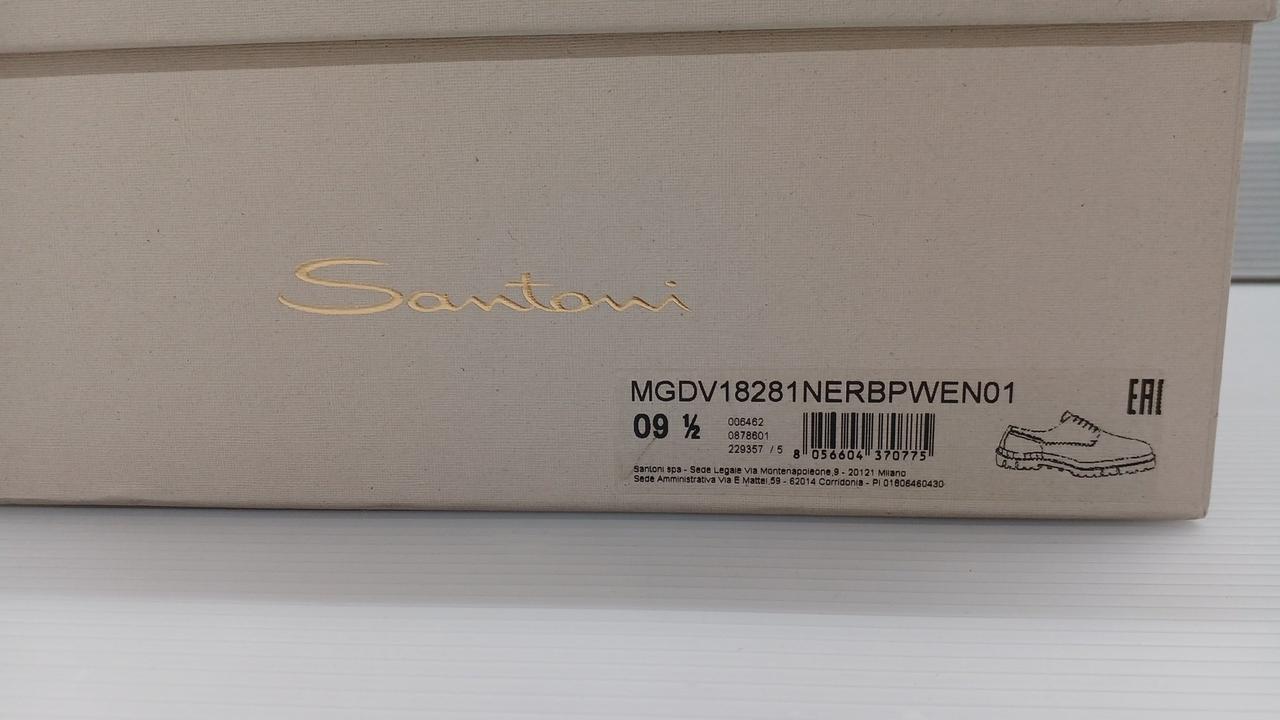 Santoni
MGDV18281NERBPWEN01
EAC
09 ½
006462
0878601
229357 / 5
8 056604 370775
Santoni spa - Sede Legale Via Montenapoleone,9 - 20121 Milano
Sede Amministrativa Via E Mattei,59 - 62014 Corridonia - PI 01806460430